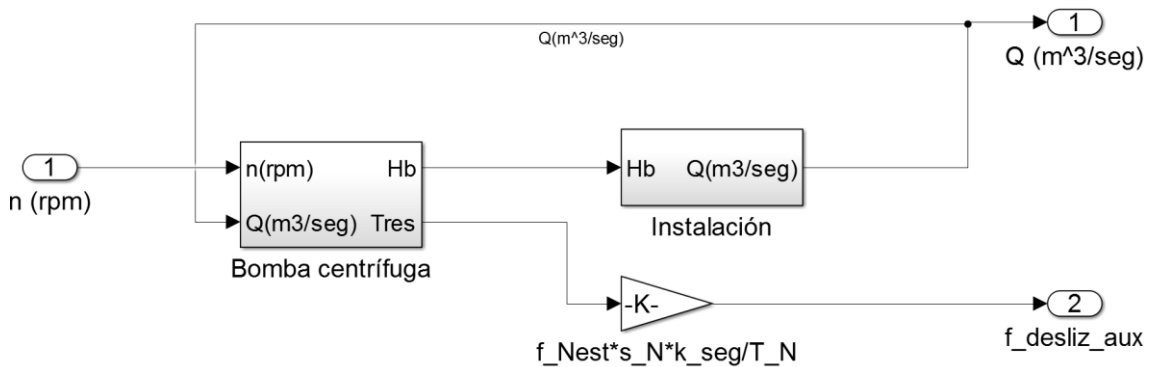 1
Q (m^3/seg)
Q(m^3/seg)
1
n (rpm)
n(rpm)
Hb
Q(m3/seg)
Tres
Bomba centrífuga
Hb
Q(m3/seg)
Instalación
-K-
f_Nest*s_N*k_seg/T_N
2
f_desliz_aux